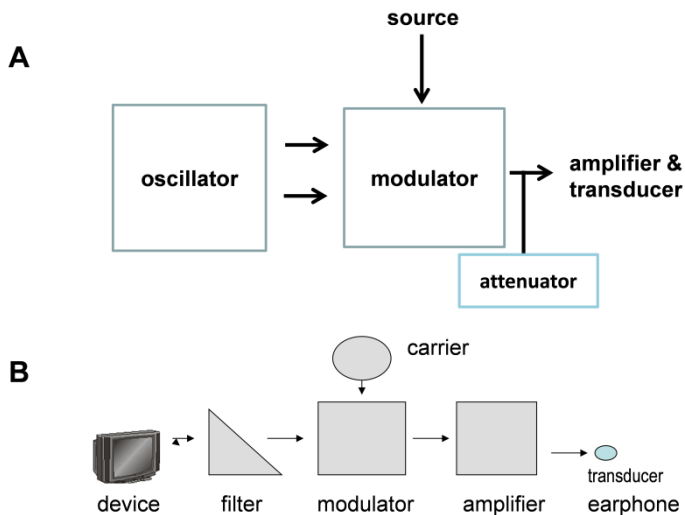 source
A
oscillator
modulator
amplifier &
transducer
attenuator
B
carrier
transducer
device
filter
modulator
amplifier
earphone